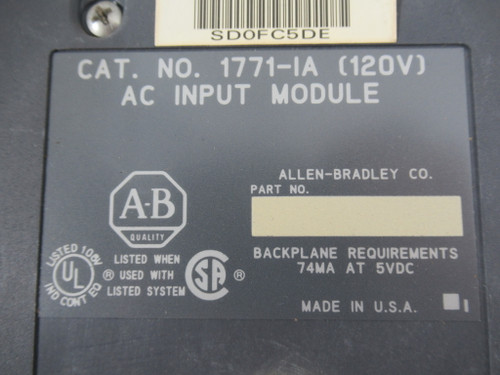 SD0FC5DE
CAT. NO. 1771-IA (120V)
AC INPUT MODULE
ALLEN-BRADLEY CO.
PART NO.
A-B
QUALITY
BACKPLANE REQUIREMENTS
74MA AT 5VDC
LISTED
UL
IND CONT EQ
®
LISTED WHEN
USED WITH
LISTED SYSTEM
SA
®
MADE IN U.S.A.